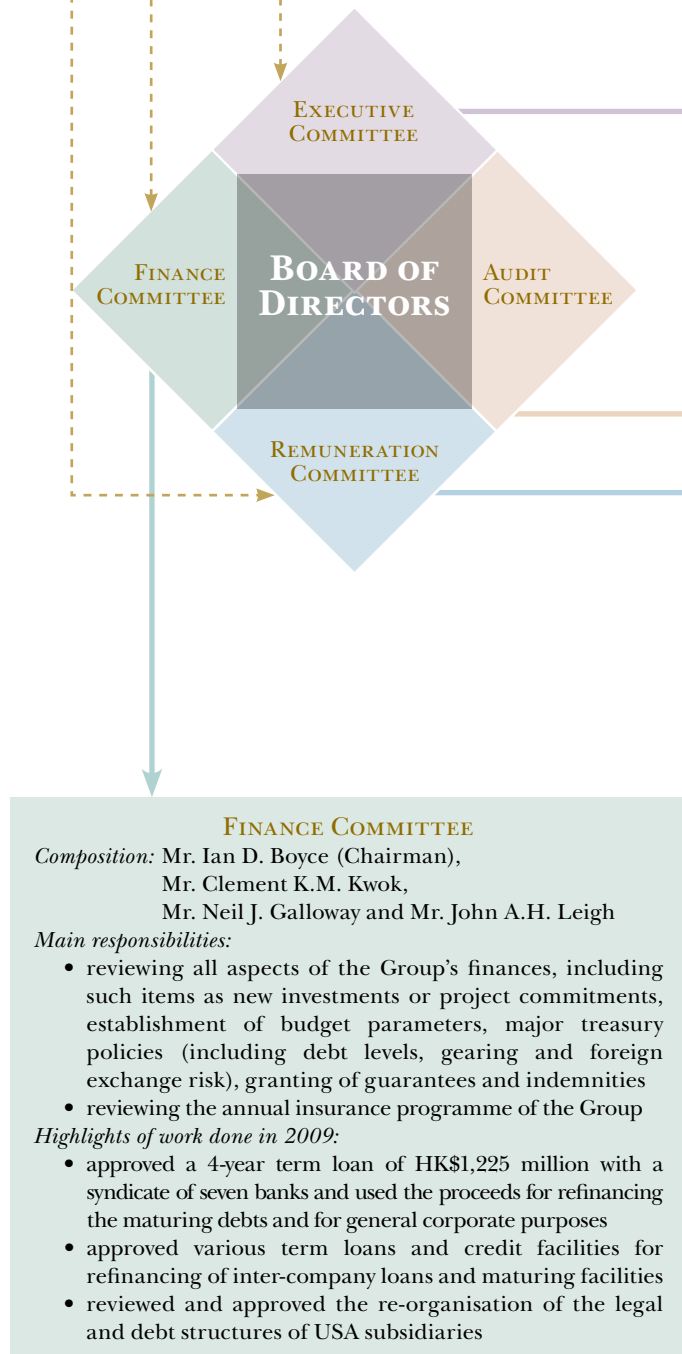 EXECUTIVE
COMMITTEE
FINANCE
COMMITTEE
BOARD OF
DIRECTORS
AUDIT
COMMITTEE
REMUNERATION
COMMITTEE
FINANCE COMMITTEE
Composition: Mr. Ian D. Boyce (Chairman),
Mr. Clement K.M. Kwok,
Mr. Neil J. Galloway and Mr. John A.H. Leigh
Main responsibilities:
• reviewing all aspects of the Group's finances, including
such items as new investments or project commitments,
establishment of budget parameters, major treasury
policies (including debt levels, gearing and foreign
exchange risk), granting of guarantees and indemnities
• reviewing the annual insurance programme of the Group
Highlights of work done in 2009:
• approved a 4-year term loan of HK$1,225 million with a
syndicate of seven banks and used the proceeds for refinancing
the maturing debts and for general corporate purposes
• approved various term loans and credit facilities for
refinancing of inter-company loans and maturing facilities
• reviewed and approved the re-organisation of the legal
and debt structures of USA subsidiaries